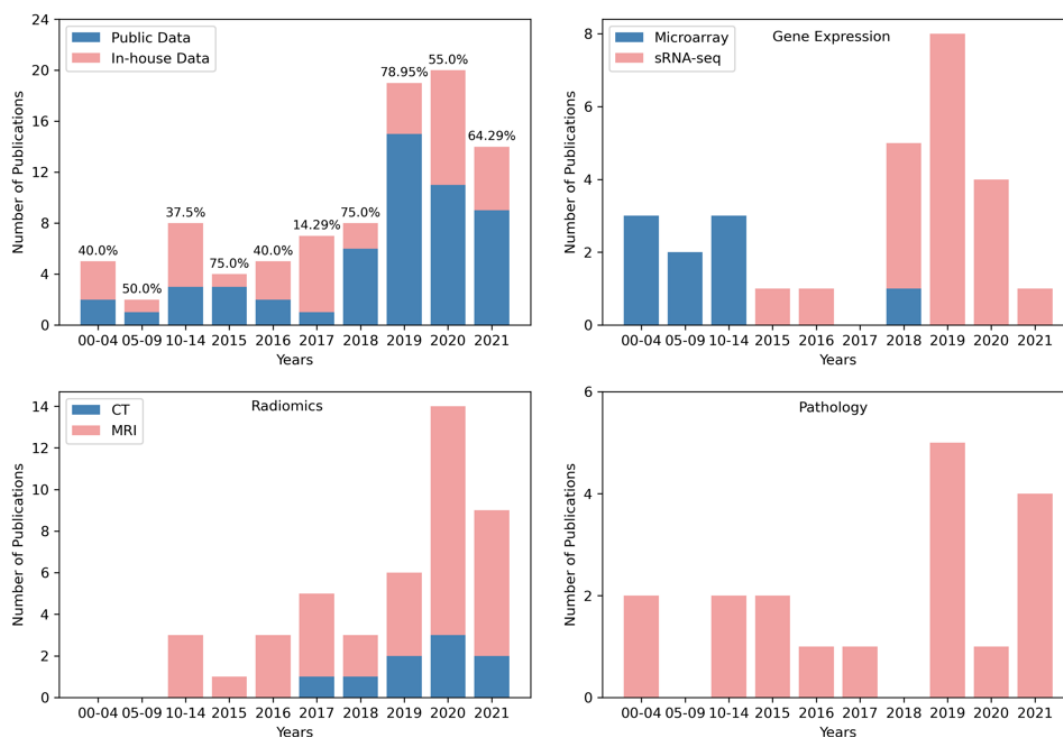 Public Data
In-house Data
Number of Publications
24
20
16
12
8
4
0
40.0%
50.0%
37.5%
75.0%
40.0%
14.29%
75.0%
78.95%
55.0%
64.29%
00-04 05-09 10-14 2015 2016 2017 2018 2019 2020 2021
Years
Gene Expression
Microarray
sRNA-seq
Number of Publications
8
6
4
2
0
00-04 05-09 10-14 2015 2016 2017 2018 2019 2020 2021
Years
Radiomics
CT
MRI
Number of Publications
14
12
10
8
6
4
2
0
00-04 05-09 10-14 2015 2016 2017 2018 2019 2020 2021
Years
Pathology
Number of Publications
6
4
2
0
00-04 05-09 10-14 2015 2016 2017 2018 2019 2020 2021
Years